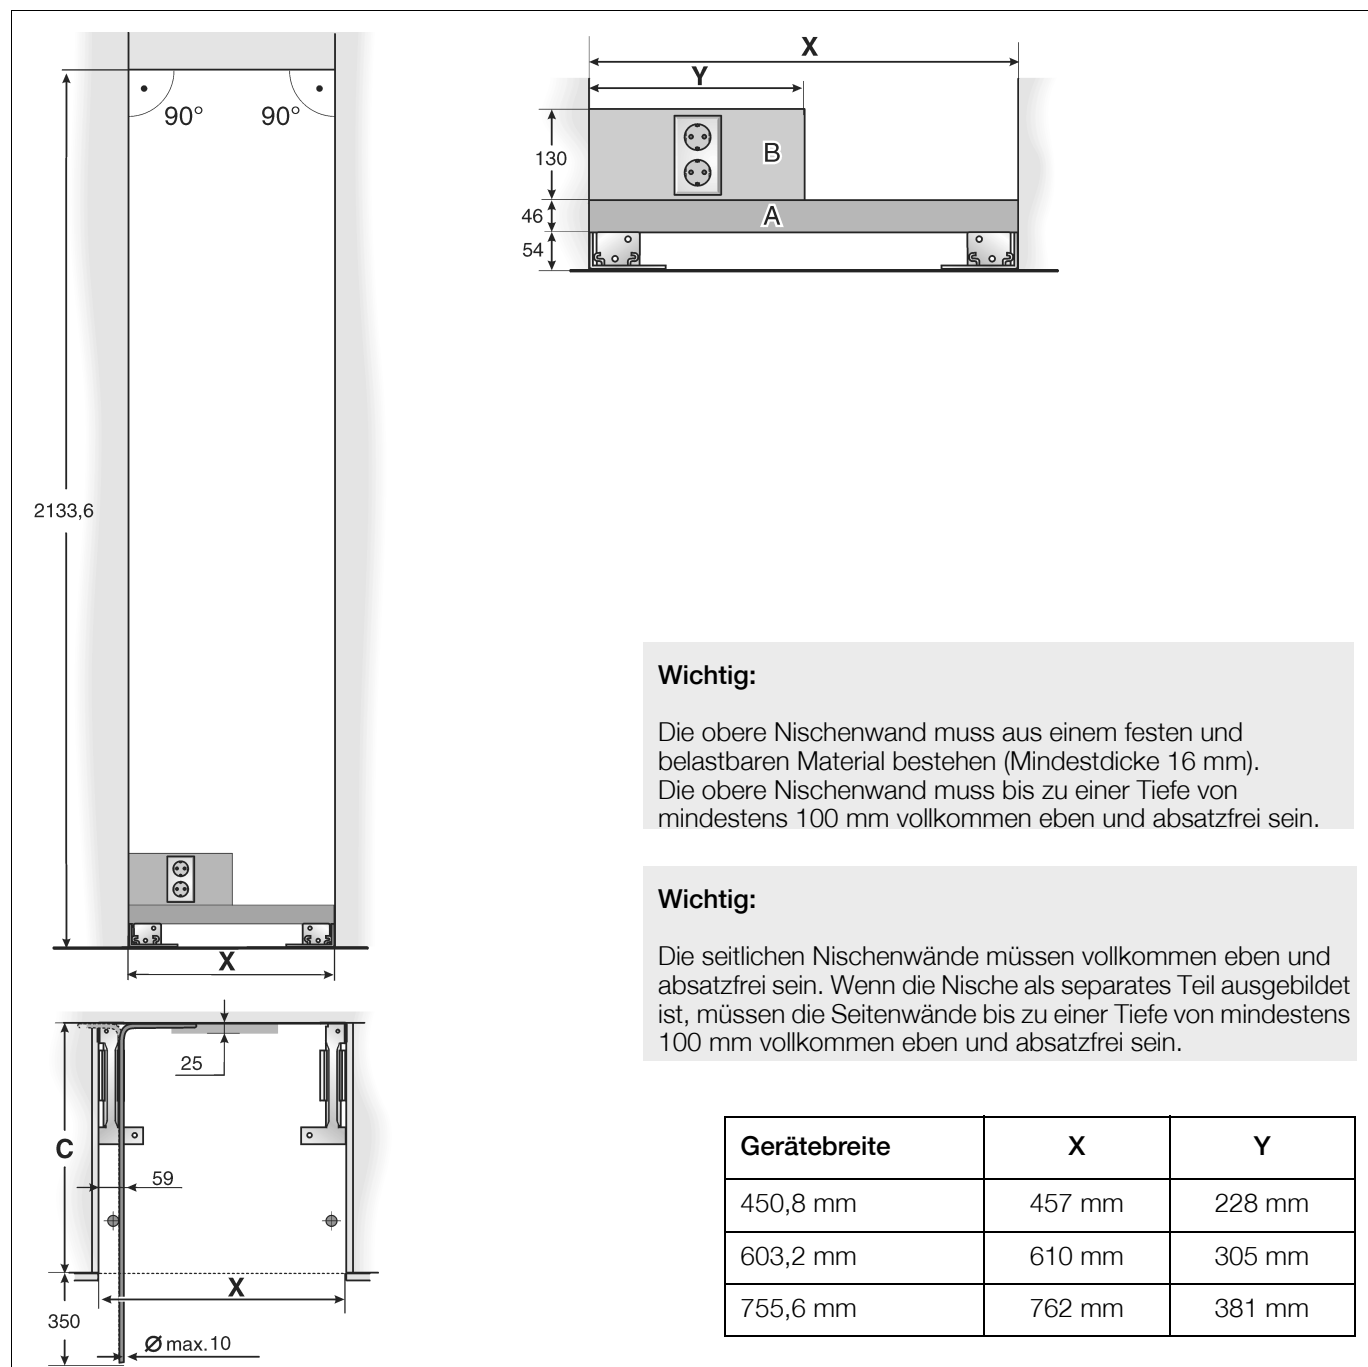 90° 90°
2133,6
X
X
Y
130
B
46
A
54
25
C
59
X
350
Ø max.10
Wichtig:
Die obere Nischenwand muss aus einem festen und
belastbaren Material bestehen (Mindestdicke 16 mm).
Die obere Nischenwand muss bis zu einer Tiefe von
mindestens 100 mm vollkommen eben und absatzfrei sein.
Wichtig:
Die seitlichen Nischenwände müssen vollkommen eben und
absatzfrei sein. Wenn die Nische als separates Teil ausgebildet
ist, müssen die Seitenwände bis zu einer Tiefe von mindestens
100 mm vollkommen eben und absatzfrei sein.
Gerätebreite X Y
450,8 mm 457 mm 228 mm
603,2 mm 610 mm 305 mm
755,6 mm 762 mm 381 mm